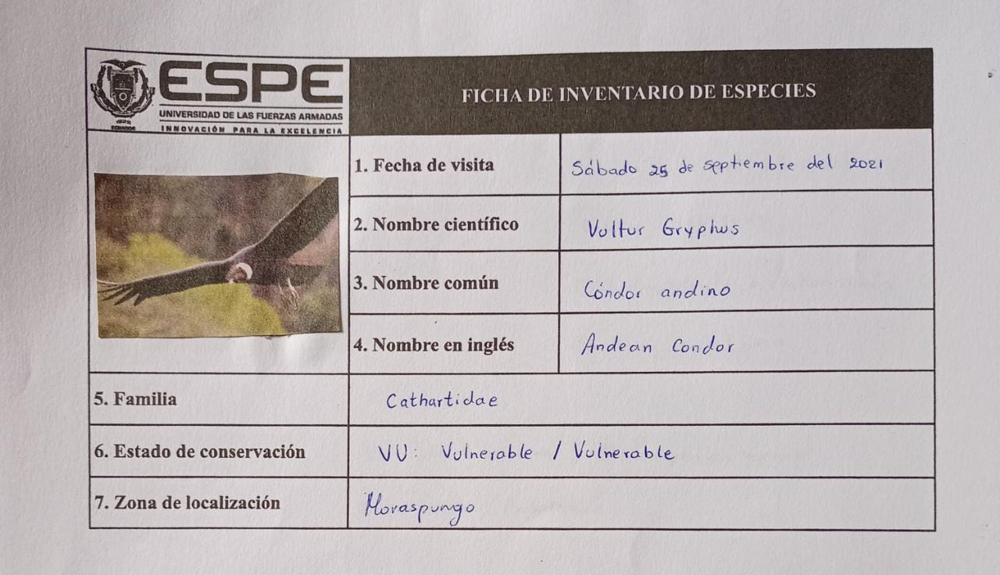 ESPE
UNIVERSIDAD DE LAS FUERZAS ARMADAS
INNOVACIÓN PARA LA EXCELENCIA
1922
ECUADOR
FICHA DE INVENTARIO DE ESPECIES
1. Fecha de visita
Sábado 25 de septiembre del 2021
2. Nombre científico
Vultur Gryphus
3. Nombre común
Cóndor andino
4. Nombre en inglés
Andean Condor
5. Familia
Cathartidae
6. Estado de conservación
VU: Vulnerable / Vulnerable
7. Zona de localización
Moraspungo